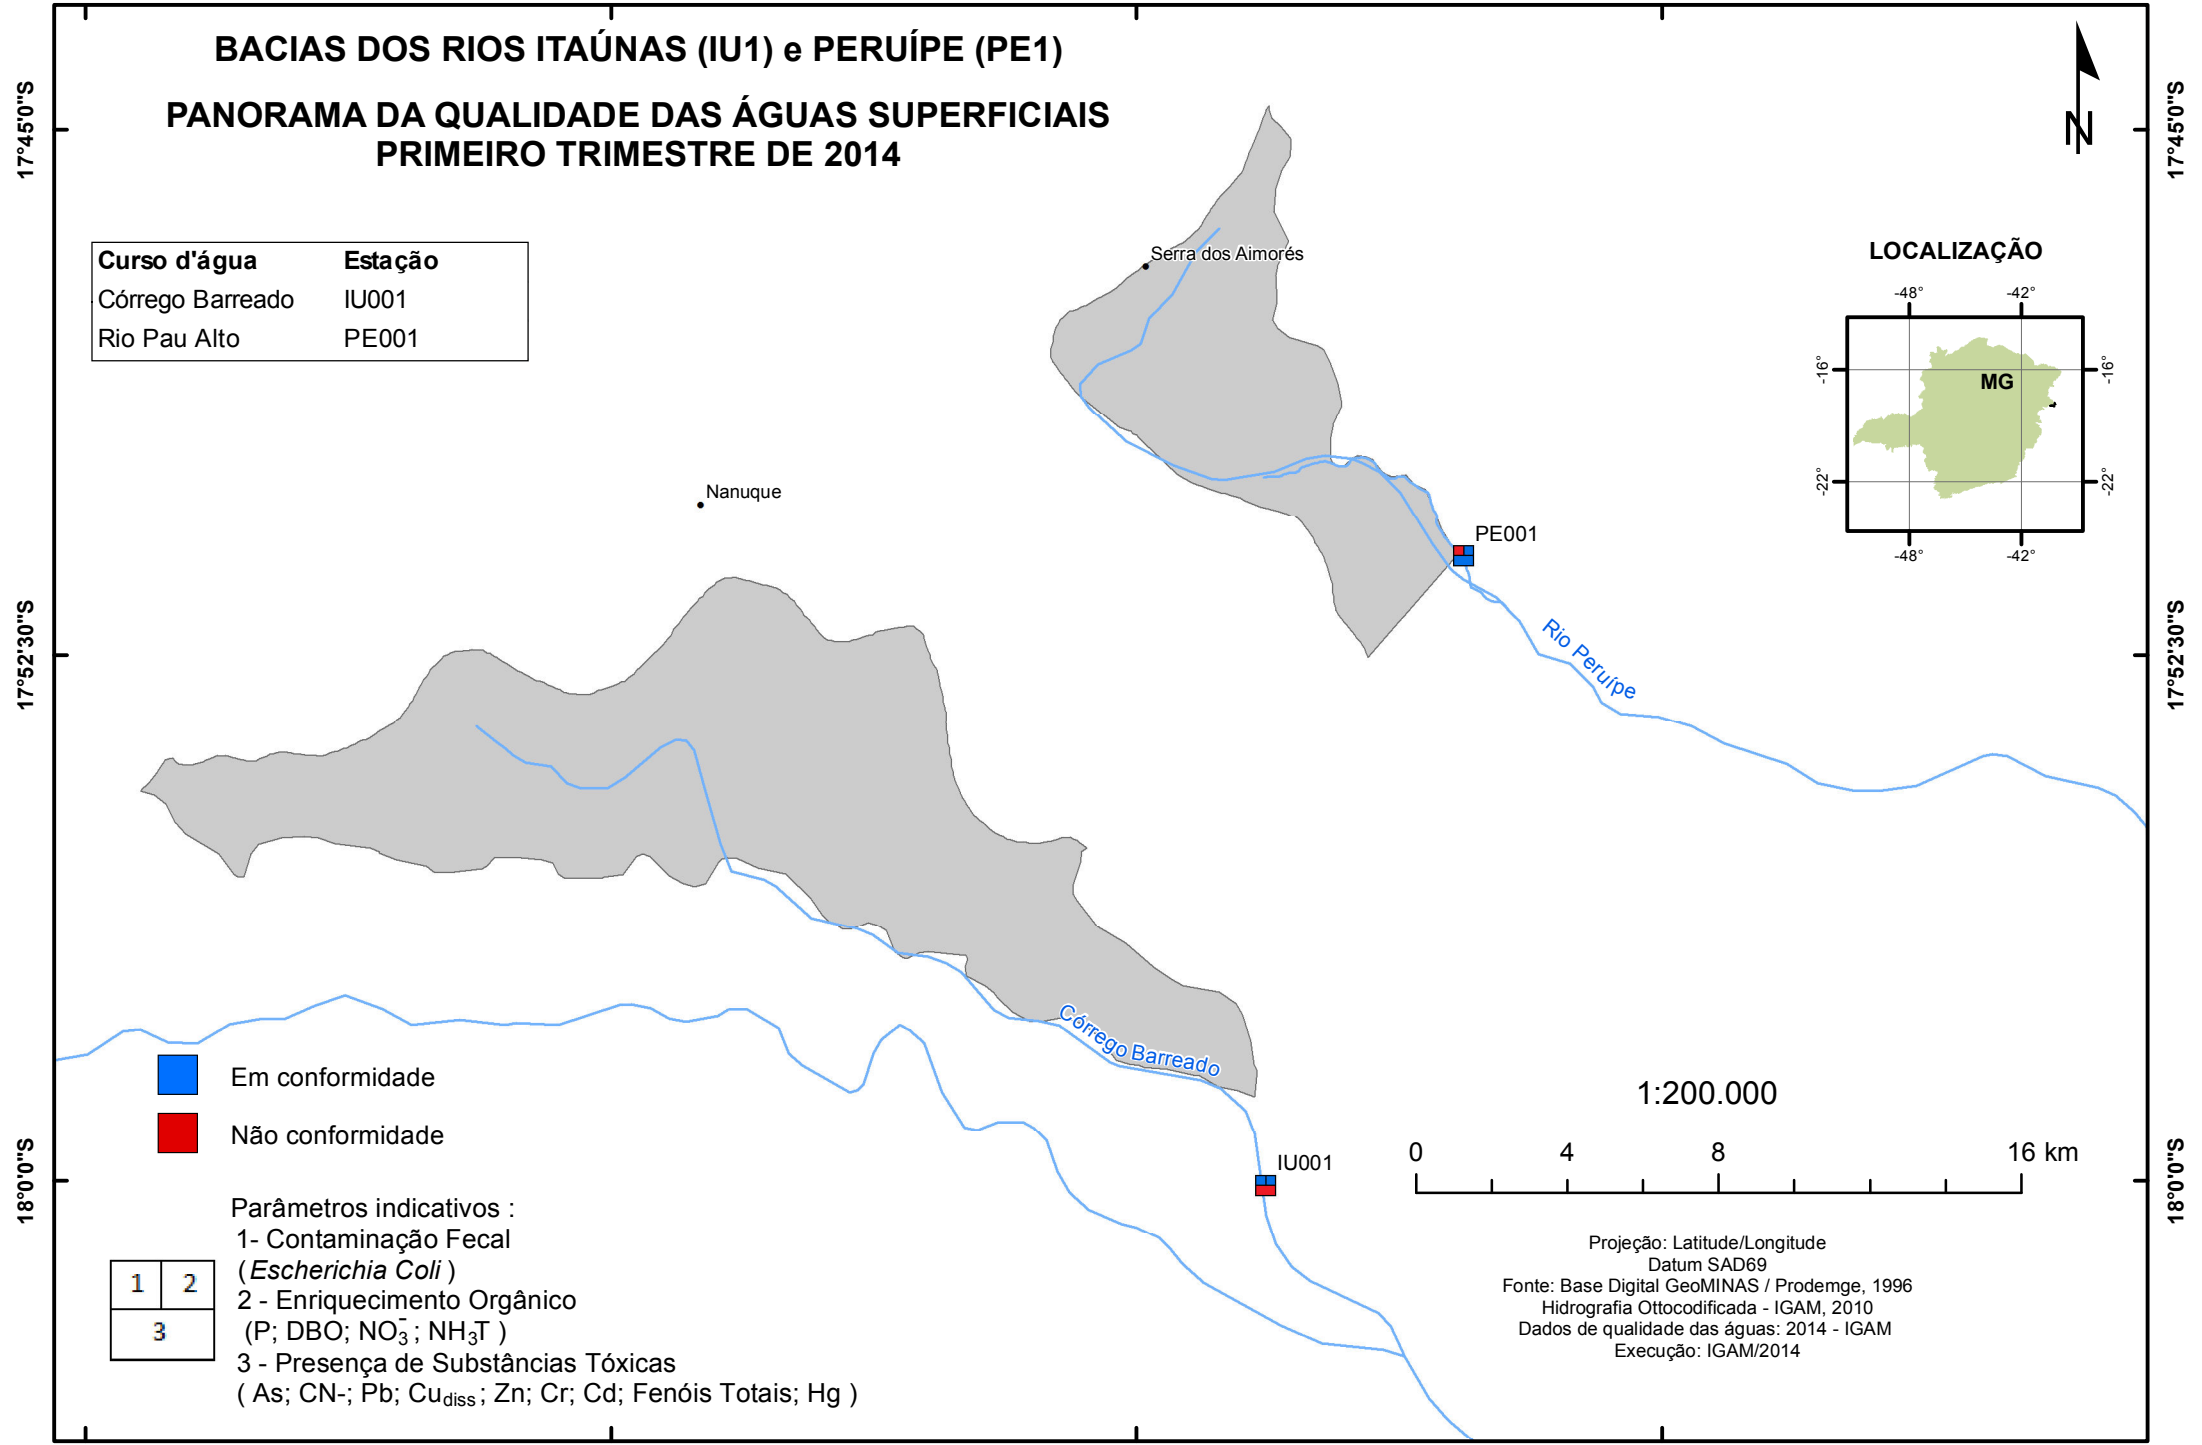 BACIAS DOS RIOS ITAÚNAS (IU1) e PERUÍPE (PE1)
PANORAMA DA QUALIDADE DAS ÁGUAS SUPERFICIAIS
PRIMEIRO TRIMESTRE DE 2014
N
17°45'0"S
17°45'0"S
Curso d'água Estação
Córrego Barreado IU001
Rio Pau Alto PE001
Serra dos Aimorés
LOCALIZAÇÃO
-48° -42°
-16° -16°
MG
-22° -22°
-48° -42°
Nanuque
PE001
17°52'30"S
17°52'30"S
Rio Peruípe
Córrego Barreado
Em conformidade
Não conformidade
1:200.000
0 4 8 16 km
IU001
18°0'0"S
18°0'0"S
Parâmetros indicativos :
1- Contaminação Fecal
(Escherichia Coli )
2 - Enriquecimento Orgânico
(P; DBO; NO₃⁻; NH₃T )
3 - Presença de Substâncias Tóxicas
( As; CN-; Pb; Cudiss; Zn; Cr; Cd; Fenóis Totais; Hg )
1 2
3
Projeção: Latitude/Longitude
Datum SAD69
Fonte: Base Digital GeoMINAS / Prodemge, 1996
Hidrografia Ottocodificada - IGAM, 2010
Dados de qualidade das águas: 2014 - IGAM
Execução: IGAM/2014